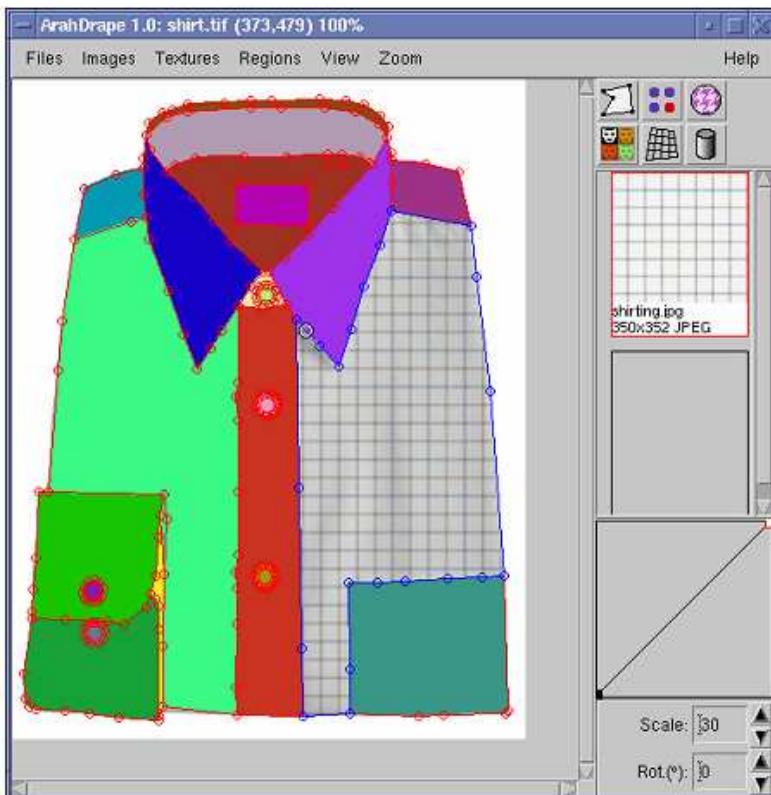 ArahDrape 1.0: shirt.tif (373,479) 100%
Files Images Textures Regions View Zoom Help
shirting.jpg
350x352 JPEG
Scale: 30
Rot.(°): 0